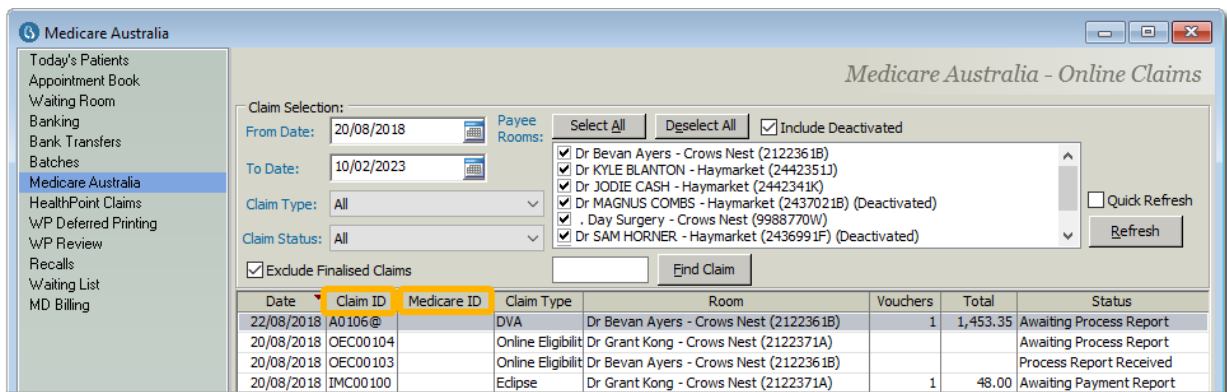 Medicare Australia
Today's Patients
Appointment Book
Waiting Room
Banking
Bank Transfers
Batches
Medicare Australia
HealthPoint Claims
WP Deferred Printing
WP Review
Recalls
Waiting List
MD Billing
Medicare Australia - Online Claims
Claim Selection:
From Date: 20/08/2018
To Date: 10/02/2023
Claim Type: All
Claim Status: All
Exclude Finalised Claims
Payee Rooms:
Select All Deselect All Include Deactivated
Dr Bevan Ayers - Crows Nest (2122361B)
Dr KYLE BLANTON - Haymarket (2442351J)
Dr JODIE CASH - Haymarket (2442341K)
Dr MAGNUS COMBS - Haymarket (2437021B) (Deactivated)
. Day Surgery - Crows Nest (9988770W)
Dr SAM HORNER - Haymarket (2436991F) (Deactivated)
Quick Refresh
Refresh
Find Claim
Date Claim ID Medicare ID Claim Type Room Vouchers Total Status
22/08/2018 A0106@ DVA Dr Bevan Ayers - Crows Nest (2122361B) 1 1,453.35 Awaiting Process Report
20/08/2018 OEC00104 Online Eligibilit Dr Grant Kong - Crows Nest (2122371A) Awaiting Process Report
20/08/2018 OEC00103 Online Eligibilit Dr Bevan Ayers - Crows Nest (2122361B) Process Report Received
20/08/2018 IMC00100 Eclipse Dr Grant Kong - Crows Nest (2122371A) 1 48.00 Awaiting Payment Report